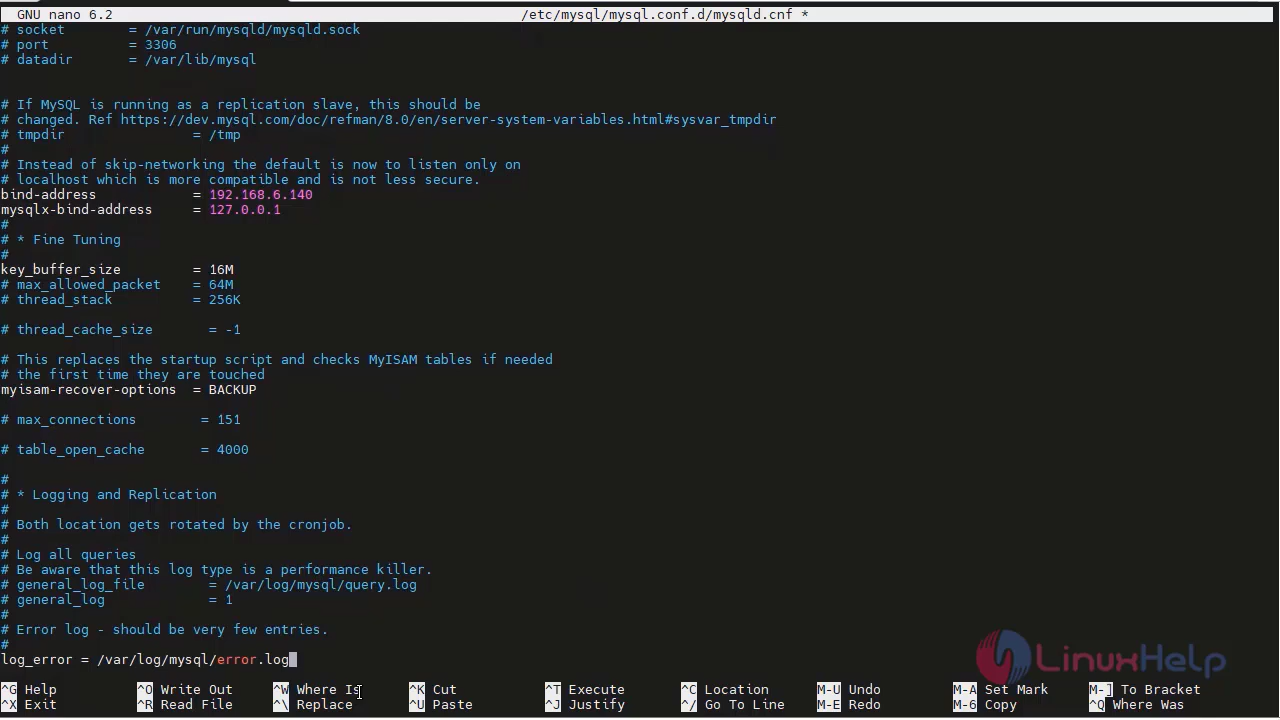 GNU nano 6.2 /etc/mysql/mysql.conf.d/mysqld.cnf *
# socket = /var/run/mysqld/mysqld.sock
# port = 3306
# datadir = /var/lib/mysql
# If MySQL is running as a replication slave, this should be
# changed. Ref https://dev.mysql.com/doc/refman/8.0/en/server-system-variables.html#sysvar_tmpdir
# tmpdir = /tmp
#
# Instead of skip-networking the default is now to listen only on
# localhost which is more compatible and is not less secure.
bind-address = 192.168.6.140
mysqlx-bind-address = 127.0.0.1
#
# * Fine Tuning
#
key_buffer_size = 16M
# max_allowed_packet = 64M
# thread_stack = 256K
# thread_cache_size = -1
# This replaces the startup script and checks MyISAM tables if needed
# the first time they are touched
myisam-recover-options = BACKUP
# max_connections = 151
# table_open_cache = 4000
#
# * Logging and Replication
#
# Both location gets rotated by the cronjob.
#
# Log all queries
# Be aware that this log type is a performance killer.
# general_log_file = /var/log/mysql/query.log
# general_log = 1
#
# Error log - should be very few entries.
#
log_error = /var/log/mysql/error.log
LinuxHelp
^G Help ^O Write Out ^W Where Is ^K Cut ^T Execute ^C Location M-U Undo M-A Set Mark M-] To Bracket
^X Exit ^R Read File ^\ Replace ^U Paste ^J Justify ^/ Go To Line M-E Redo M-6 Copy ^Q Where Was